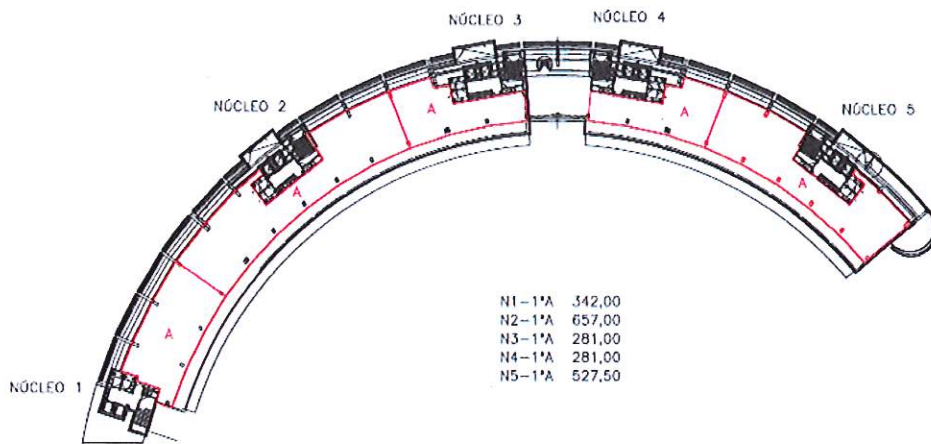 NÚCLEO 3
NÚCLEO 4
NÚCLEO 2
NÚCLEO 5
A
A
A
A
A
N1-1ªA 342,00
N2-1ªA 657,00
N3-1ªA 281,00
N4-1ªA 281,00
N5-1ªA 527,50
NÚCLEO 1